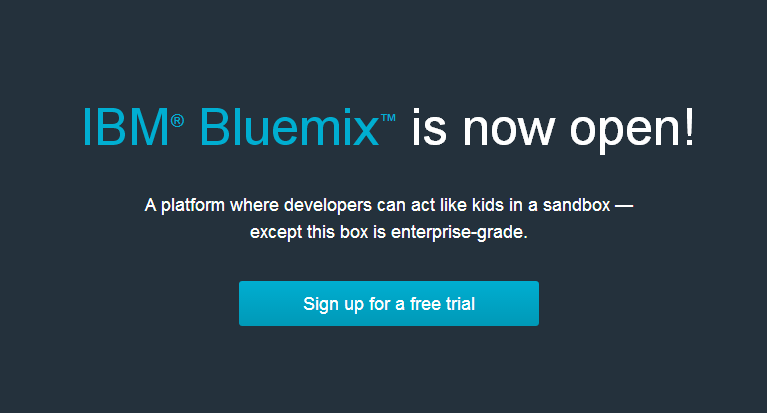 IBM® Bluemix™ is now open!
A platform where developers can act like kids in a sandbox —
except this box is enterprise-grade.
Sign up for a free trial